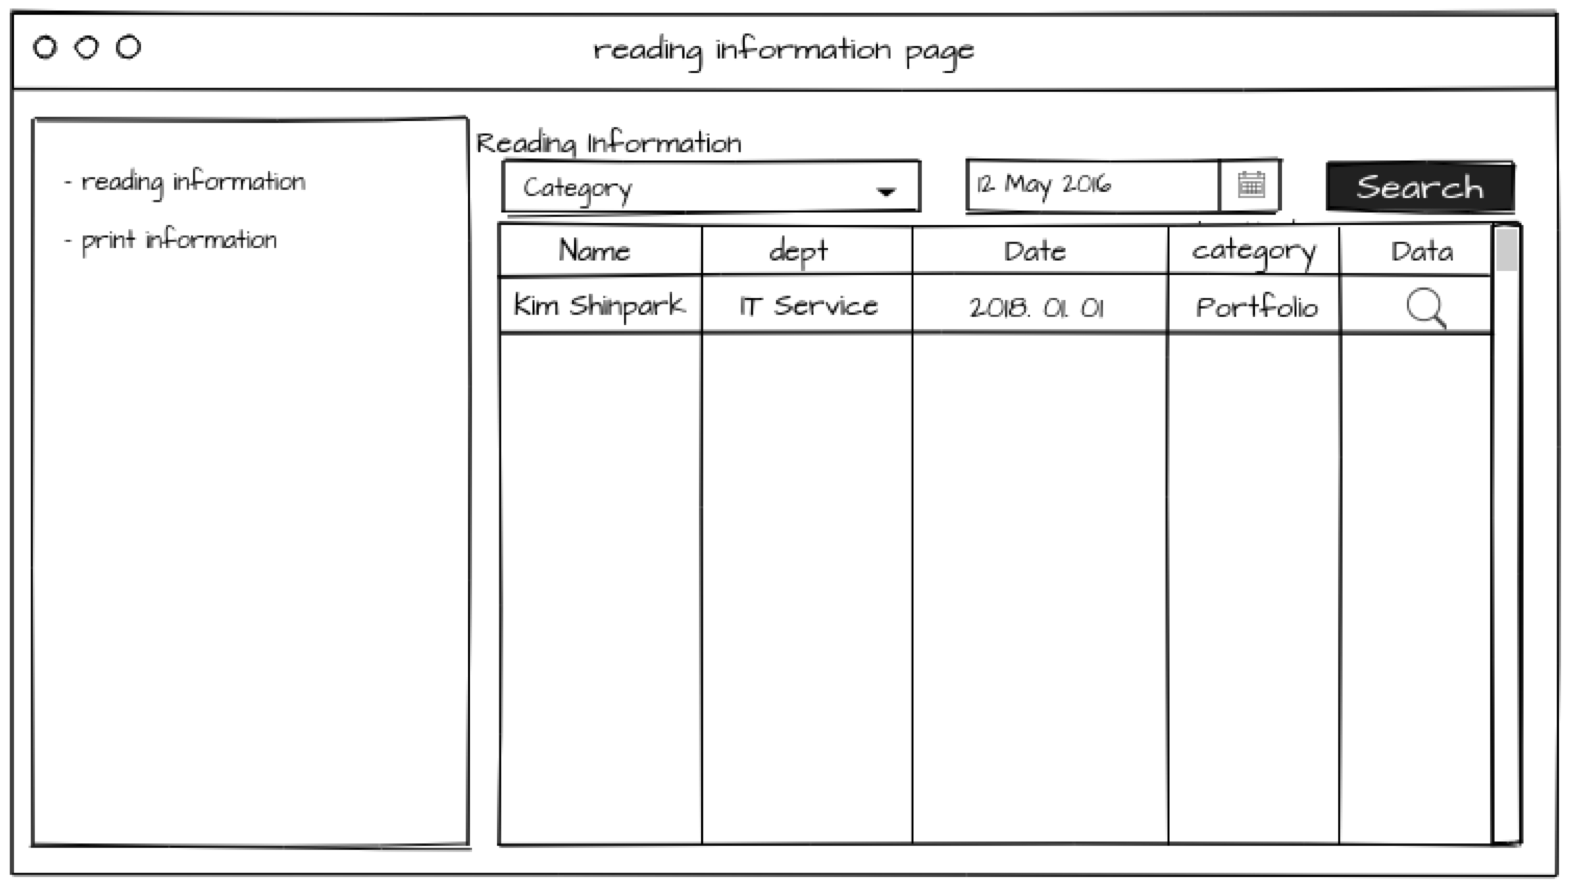 reading information page
- reading information
- print information
Reading Information
Category
12 May 2016
Search
Name dept Date category Data
Kim Shinpark IT Service 2018. 01. 01 Portfolio